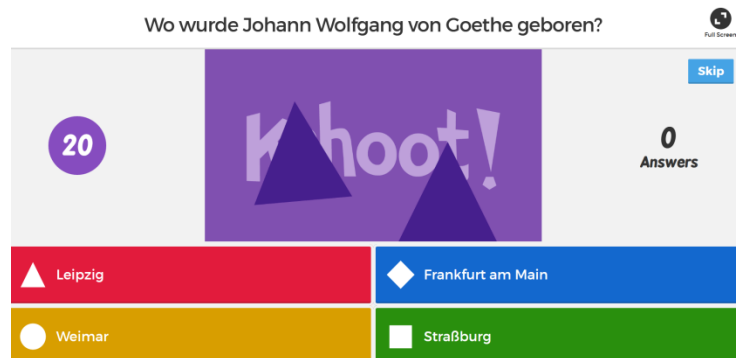 Wo wurde Johann Wolfgang von Goethe geboren?
Full Screen
Skip
20
Kahoot!
0
Answers
Leipzig
Frankfurt am Main
Weimar
Straßburg